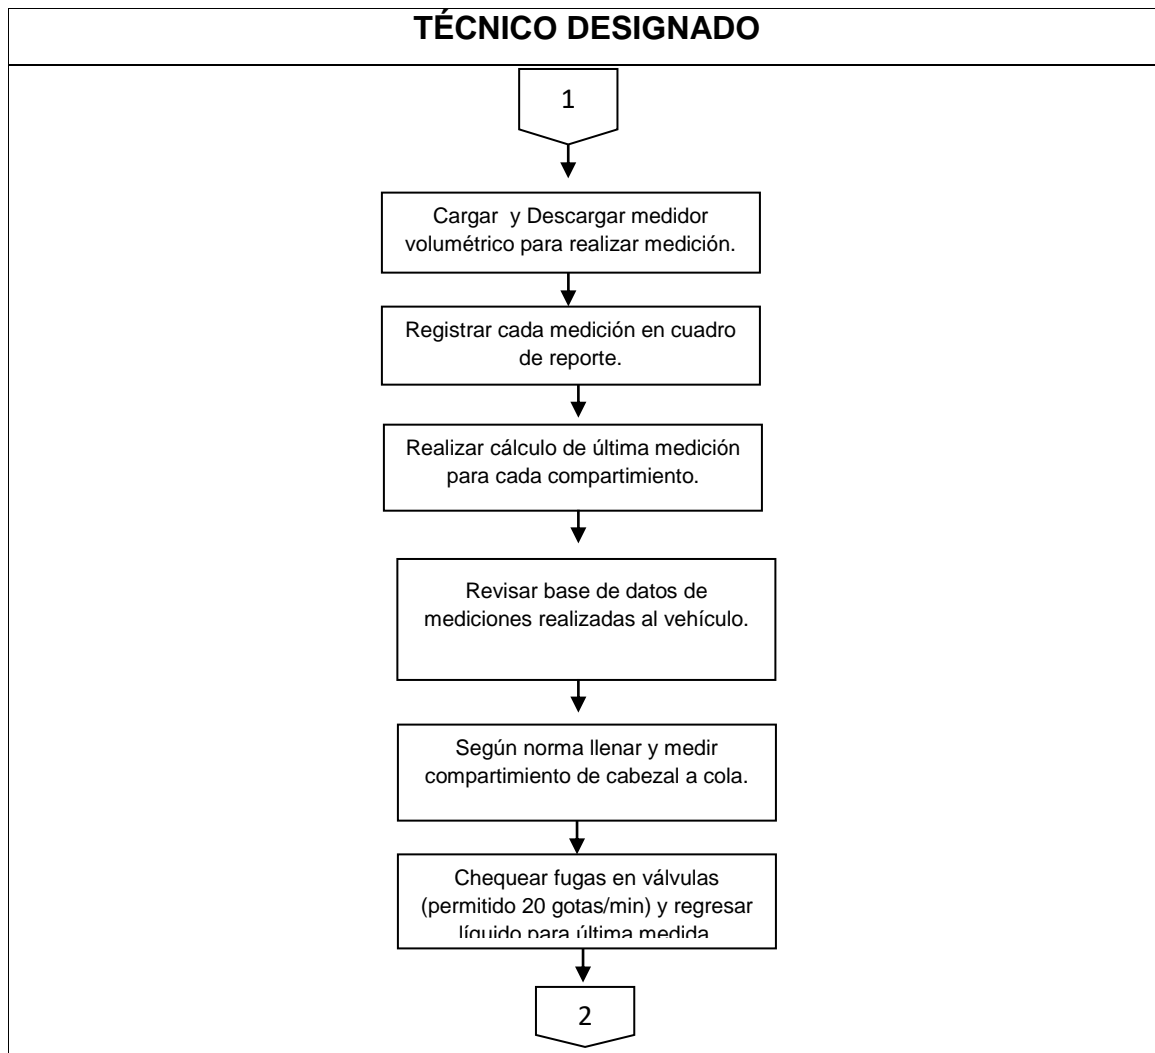 TÉCNICO DESIGNADO
1
Cargar y Descargar medidor
volumétrico para realizar medición.
Registrar cada medición en cuadro
de reporte.
Realizar cálculo de última medición
para cada compartimiento.
Revisar base de datos de
mediciones realizadas al vehículo.
Según norma llenar y medir
compartimiento de cabezal a cola.
Chequear fugas en válvulas
(permitido 20 gotas/min) y regresar
líquido para última medida
2